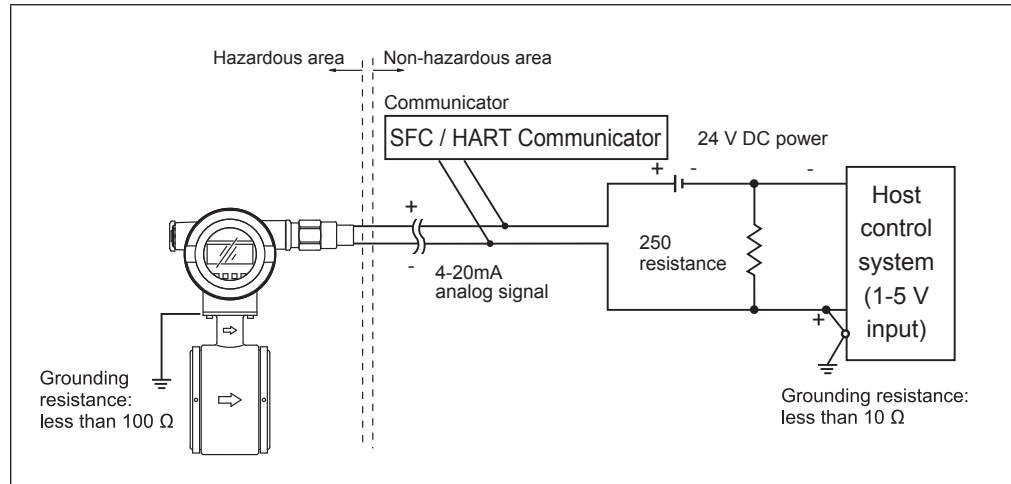 Hazardous area
Non-hazardous area
Communicator
SFC / HART Communicator
24 V DC power
+
-
-
+
-
4-20mA
analog signal
250
resistance
Host
control
system
(1-5 V
input)
+
Grounding
resistance:
less than 100 Ω
Grounding resistance:
less than 10 Ω